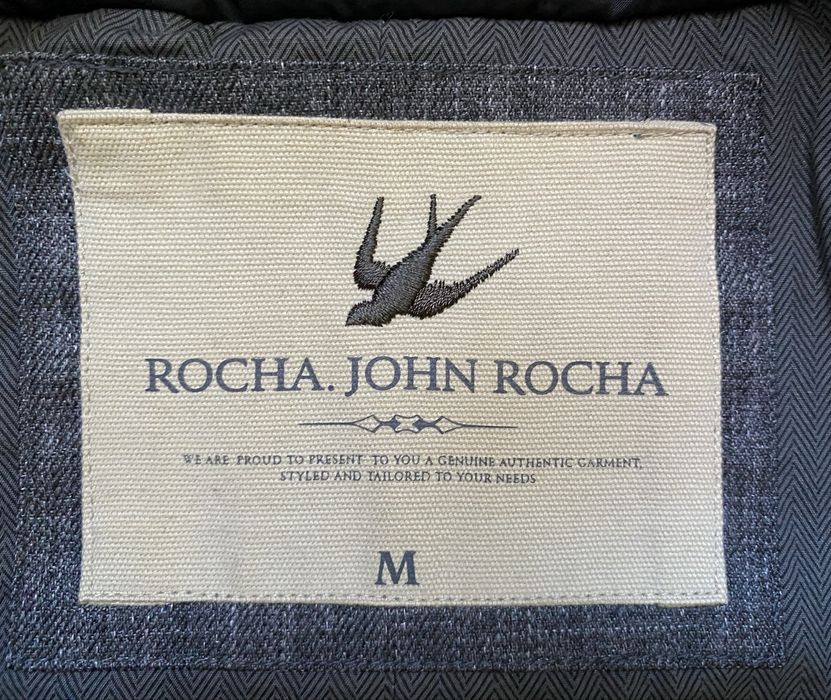 ROCHA. JOHN ROCHA
WE ARE PROUD TO PRESENT TO YOU A GENUINE AUTHENTIC GARMENT,
STYLED AND TAILORED TO YOUR NEEDS
M